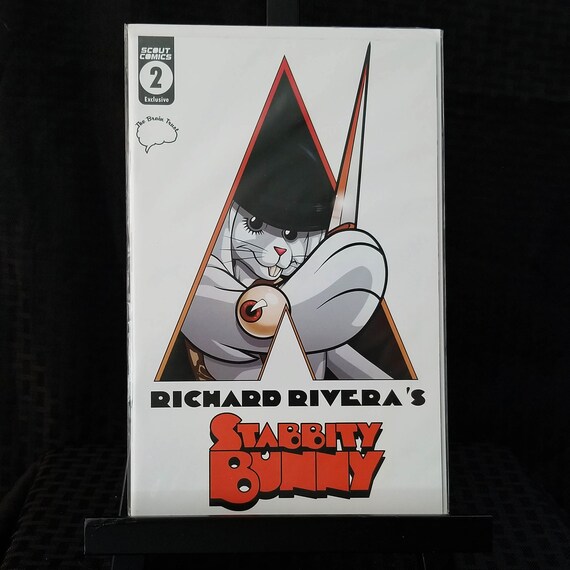 SCOUT COMICS
2
Exclusive
The Brain Trust
RICHARD RIVERA'S
STABBITY
BUNNY